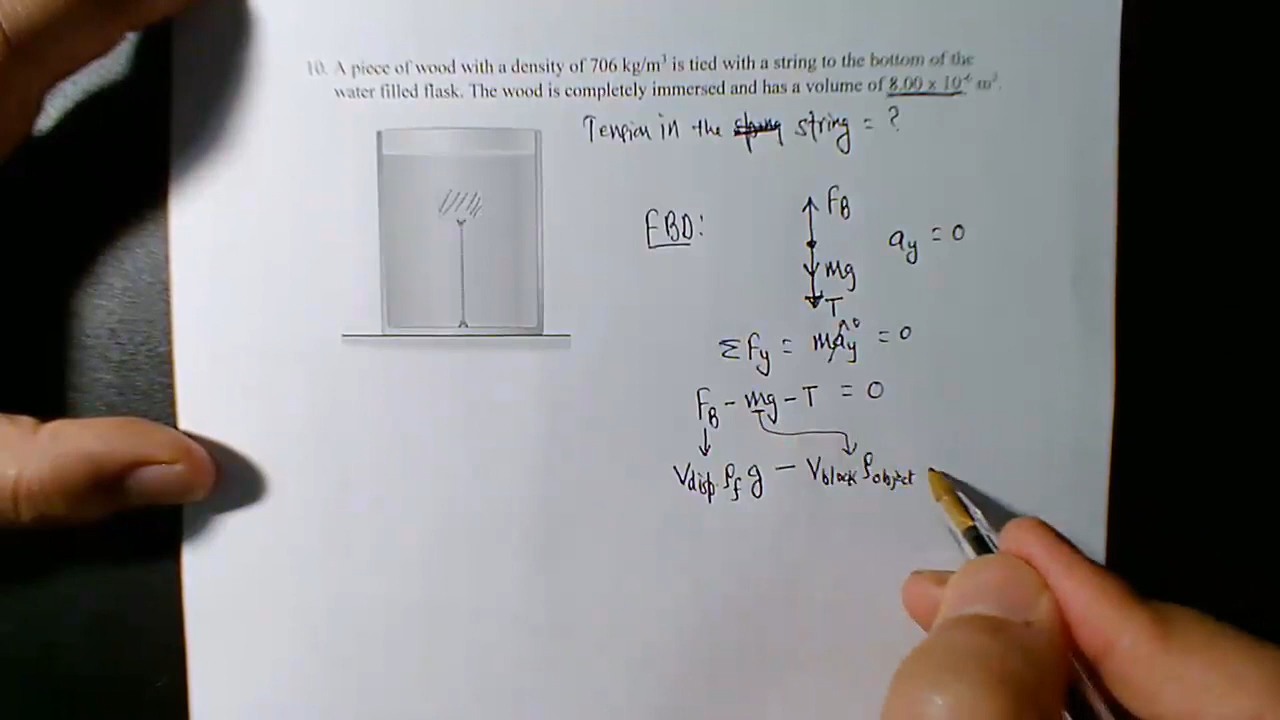 10. A piece of wood with a density of 706 kg/m³ is tied with a string to the bottom of the
water filled flask. The wood is completely immersed and has a volume of 8.00 x 10⁻⁶ m³.
Tension in the string = ?
FBD:
F_B
a_y = 0
mg
T
ΣF_y = ma_y = 0
0
F_B - mg - T = 0
V_disp ρ_f g - V_block ρ_object